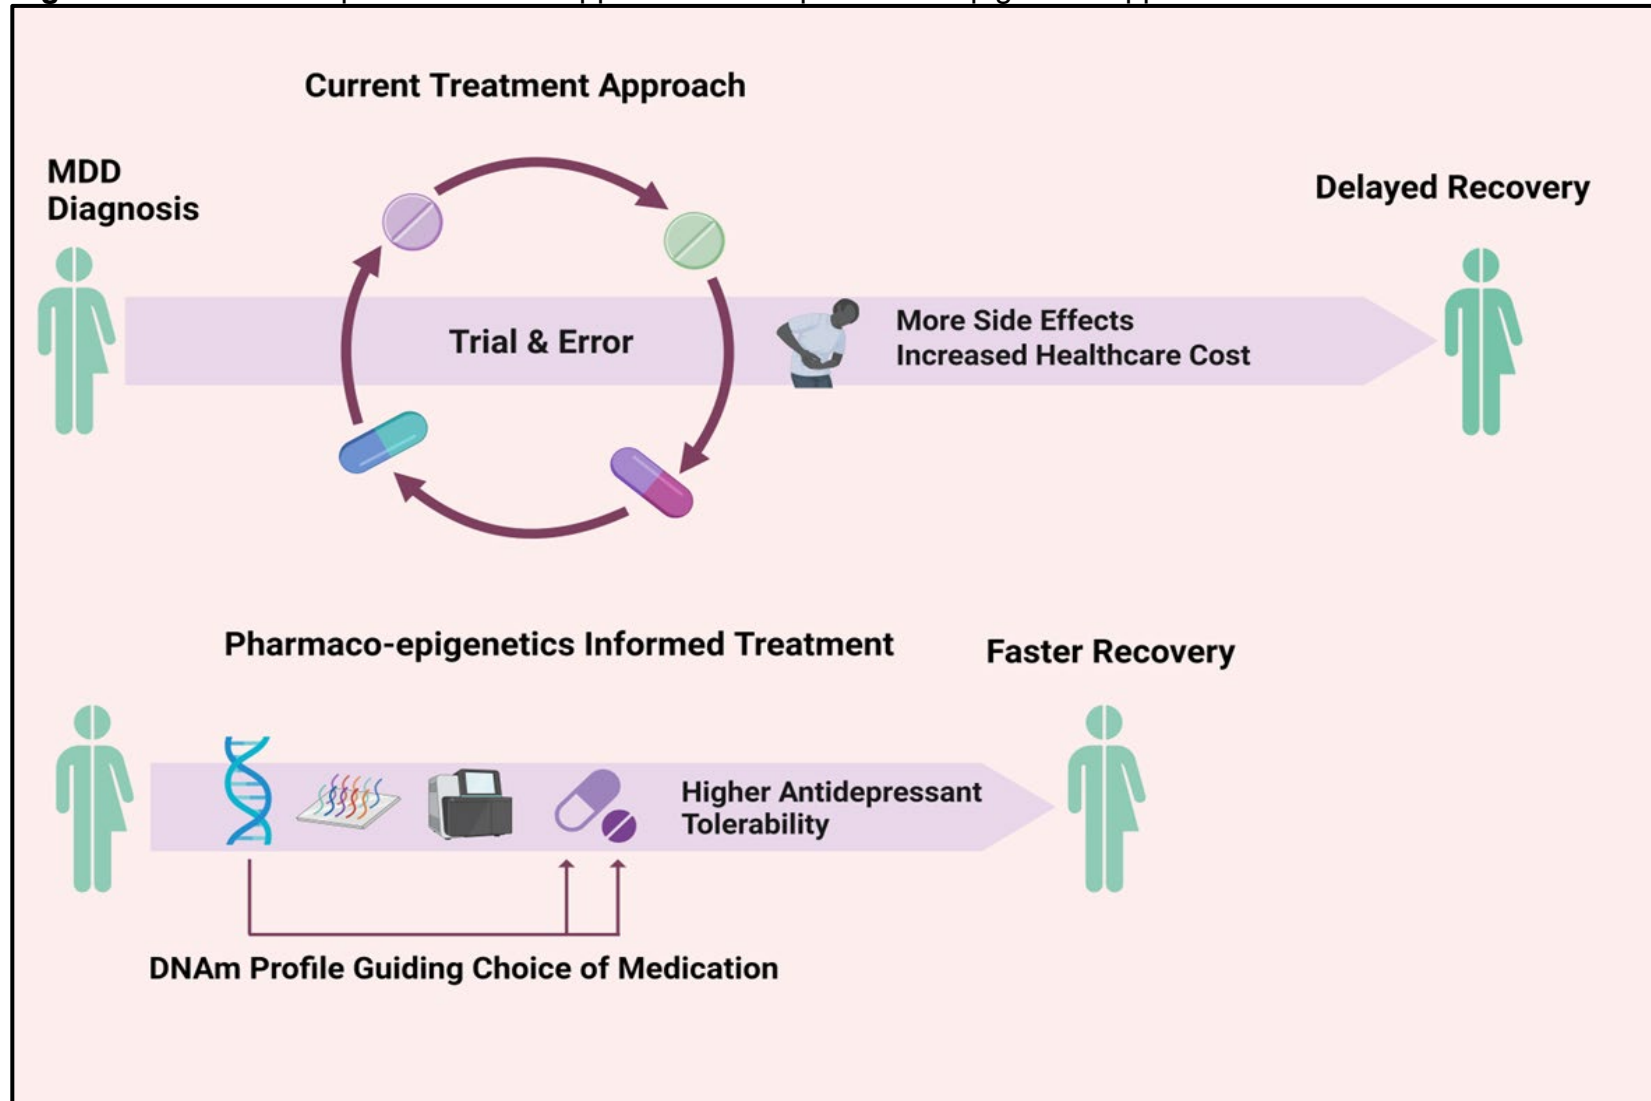 Current Treatment Approach
MDD
Diagnosis
Delayed Recovery
Trial & Error
More Side Effects
Increased Healthcare Cost
Pharmaco-epigenetics Informed Treatment
Faster Recovery
Higher Antidepressant
Tolerability
DNAm Profile Guiding Choice of Medication